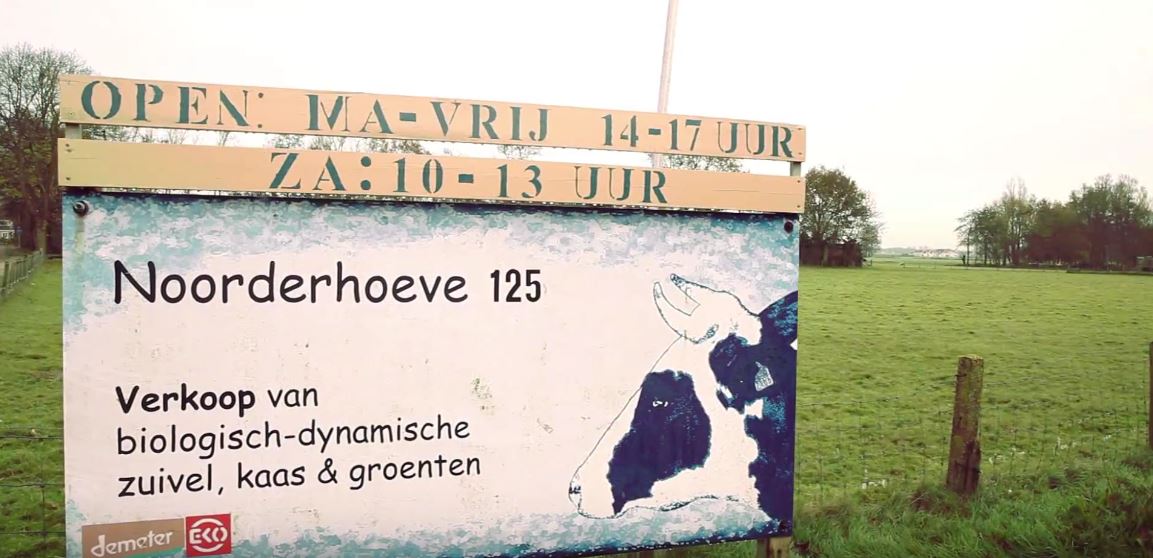 OPEN: MA-VRIJ 14-17 UUR
ZA: 10-13 UUR
Noorderhoeve 125
Verkoop van
biologisch-dynamische
zuivel, kaas & groenten
demeter EKO